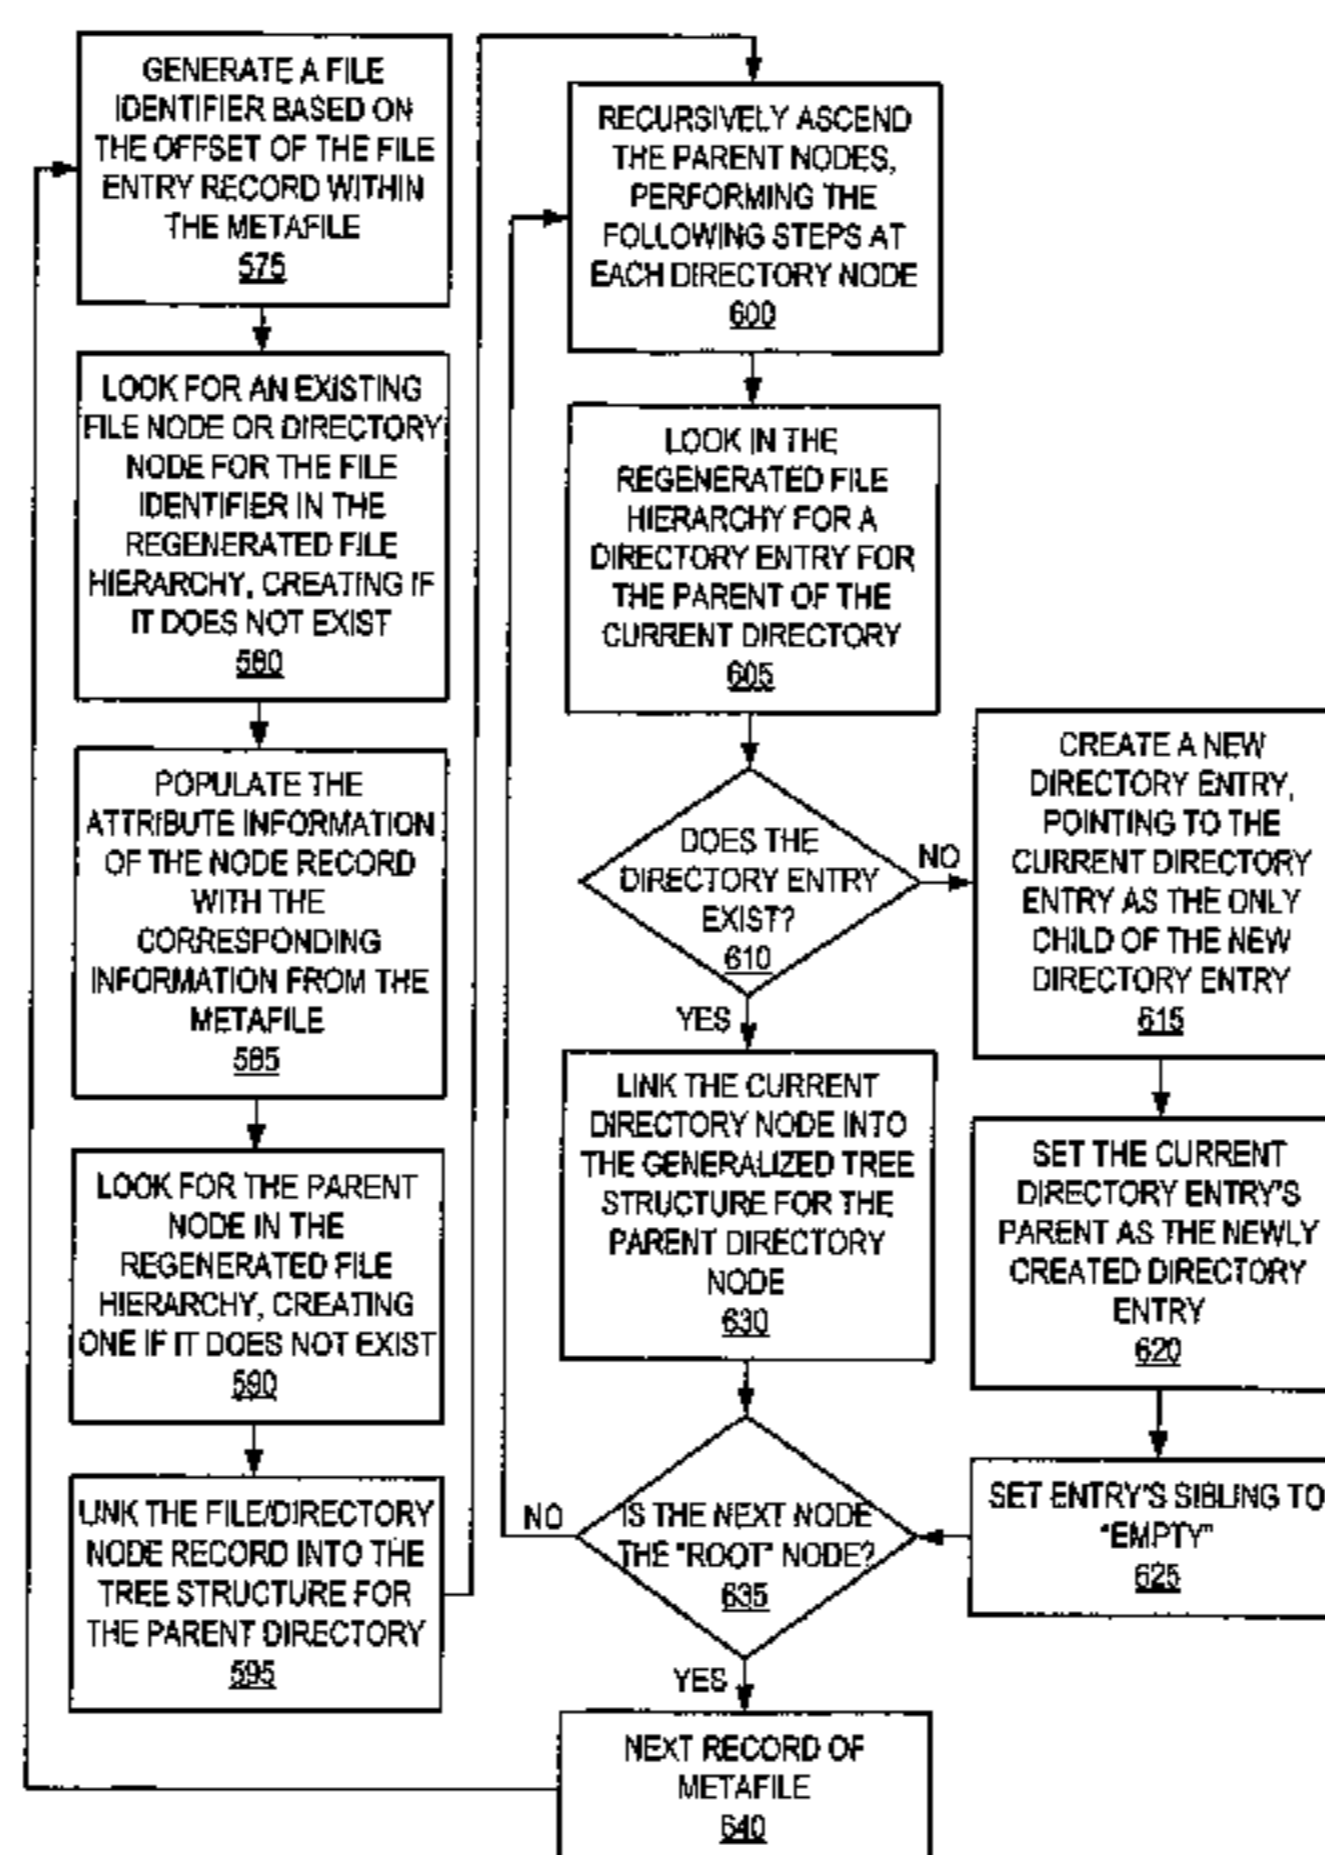 GENERATE A FILE
IDENTIFIER BASED ON
THE OFFSET OF THE FILE
ENTRY RECORD WITHIN
THE METAFILE
575
LOOK FOR AN EXISTING
FILE NODE OR DIRECTORY
NODE FOR THE FILE
IDENTIFIER IN THE
REGENERATED FILE
HIERARCHY, CREATING IF
IT DOES NOT EXIST
580
POPULATE THE
ATTRIBUTE INFORMATION
OF THE NODE RECORD
WITH THE
CORRESPONDING
INFORMATION FROM THE
METAFILE
585
LOOK FOR THE PARENT
NODE IN THE
REGENERATED FILE
HIERARCHY, CREATING
ONE IF IT DOES NOT EXIST
590
LINK THE FILE/DIRECTORY
NODE RECORD INTO THE
TREE STRUCTURE FOR
THE PARENT DIRECTORY
595
RECURSIVELY ASCEND
THE PARENT NODES,
PERFORMING THE
FOLLOWING STEPS AT
EACH DIRECTORY NODE
600
LOOK IN THE
REGENERATED FILE
HIERARCHY FOR A
DIRECTORY ENTRY FOR
THE PARENT OF THE
CURRENT DIRECTORY
605
DOES THE
DIRECTORY ENTRY
EXIST?
610
NO
YES
CREATE A NEW
DIRECTORY ENTRY,
POINTING TO THE
CURRENT DIRECTORY
ENTRY AS THE ONLY
CHILD OF THE NEW
DIRECTORY ENTRY
615
SET THE CURRENT
DIRECTORY ENTRY'S
PARENT AS THE NEWLY
CREATED DIRECTORY
ENTRY
620
SET ENTRY'S SIBLING TO
"EMPTY"
625
LINK THE CURRENT
DIRECTORY NODE INTO
THE GENERALIZED TREE
STRUCTURE FOR THE
PARENT DIRECTORY
NODE
630
IS THE NEXT NODE
THE "ROOT" NODE?
635
NO
YES
NEXT RECORD OF
METAFILE
640